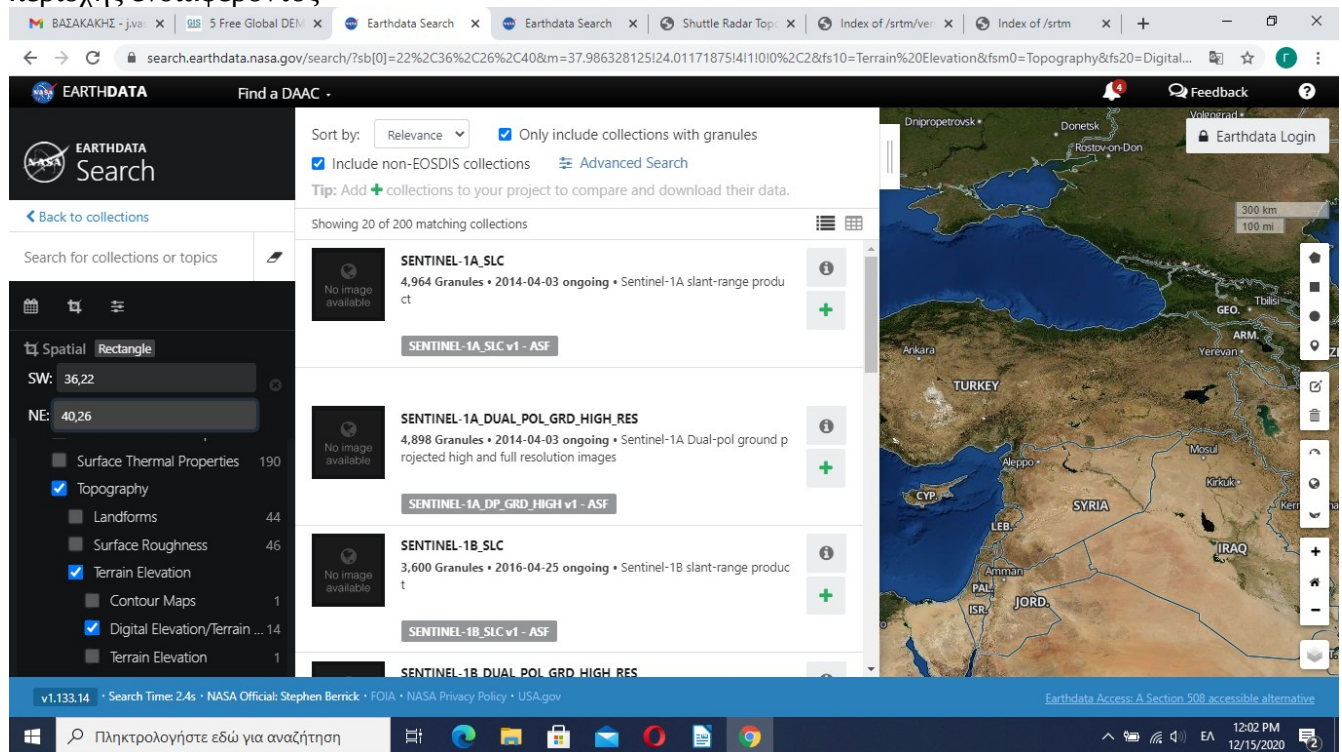 περιοχής ενδιαφέροντος
ΒΑΣΑΚΑΚΗΣ - j.vas
5 Free Global DEM
Earthdata Search
Earthdata Search
Shuttle Radar Topo
Index of /srtm/ver
Index of /srtm
search.earthdata.nasa.gov/search/?sb[0]=22%2C36%2C26%2C40&m=37.986328125!24.01171875!4!1!0!0%2C2&fs10=Terrain%20Elevation&fsm0=Topography&fs20=Digital...
Γ
EARTHDATA
Find a DAAC
4
Feedback
?
EARTHDATA
Search
Back to collections
Search for collections or topics
Spatial Rectangle
SW: 36,22
NE: 40,26
Surface Thermal Properties 190
Topography
Landforms 44
Surface Roughness 46
Terrain Elevation
Contour Maps 1
Digital Elevation/Terrain ... 14
Terrain Elevation 1
Sort by: Relevance Only include collections with granules
Include non-EOSDIS collections Advanced Search
Tip: Add + collections to your project to compare and download their data.
Showing 20 of 200 matching collections
No image
available
SENTINEL-1A_SLC
4,964 Granules • 2014-04-03 ongoing • Sentinel-1A slant-range produ
ct
SENTINEL-1A_SLC v1 - ASF
No image
available
SENTINEL-1A_DUAL_POL_GRD_HIGH_RES
4,898 Granules • 2014-04-03 ongoing • Sentinel-1A Dual-pol ground p
rojected high and full resolution images
SENTINEL-1A_DP_GRD_HIGH v1 - ASF
No image
available
SENTINEL-1B_SLC
3,600 Granules • 2016-04-25 ongoing • Sentinel-1B slant-range produc
t
SENTINEL-1B_SLC v1 - ASF
SENTINEL-1B_DUAL_POL_GRD_HIGH_RES
Dnipropetrovsk
Donetsk
Volgograd
Rostov-on-Don
Earthdata Login
300 km
100 mi
Tbilisi
GEO.
ARM.
Yerevan
Ankara
TURKEY
Mosul
Aleppo
Kirkuk
CYP.
SYRIA
LEB.
IRAQ
Amman
PAL.
ISR.
JORD.
v1.133.14 • Search Time: 2.4s • NASA Official: Stephen Berrick • FOIA • NASA Privacy Policy • USA.gov
Earthdata Access: A Section 508 accessible alternative
Πληκτρολογήστε εδώ για αναζήτηση
ΕΛ
12:02 PM
12/15/2020
2